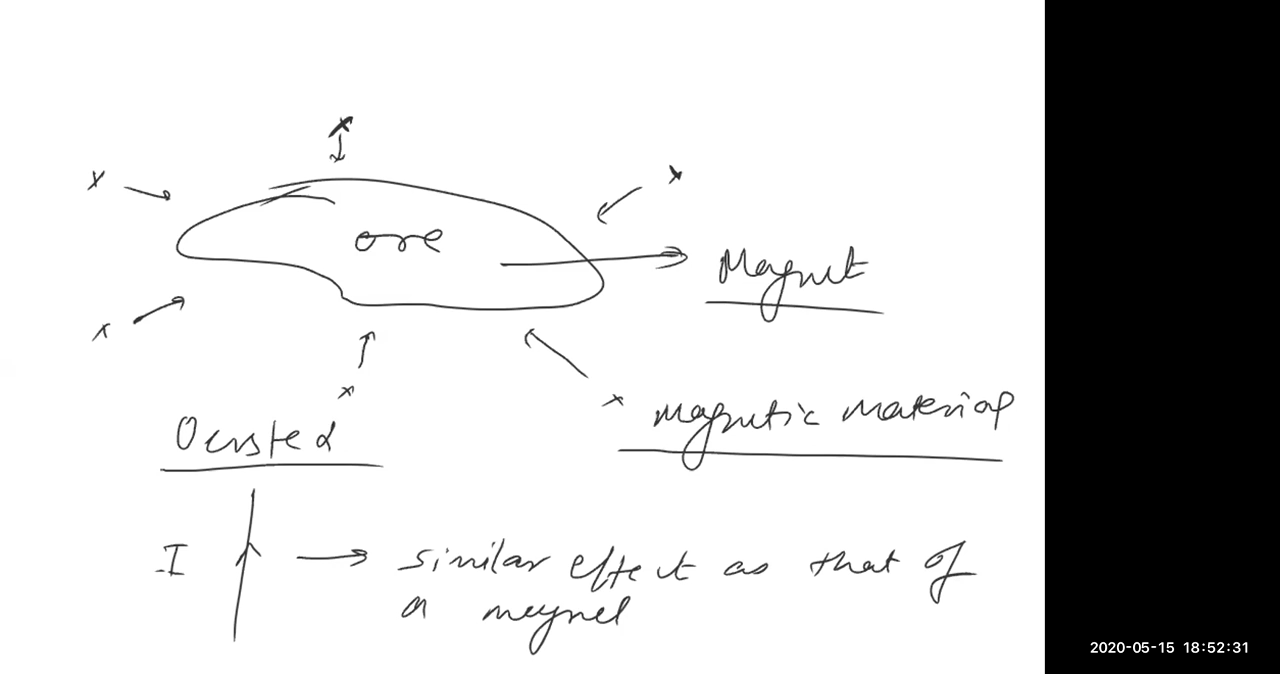 ore
Magnet
Magnetic Material
Oersted
I
similar effect as that of
a magnet
2020-05-15 18:52:31